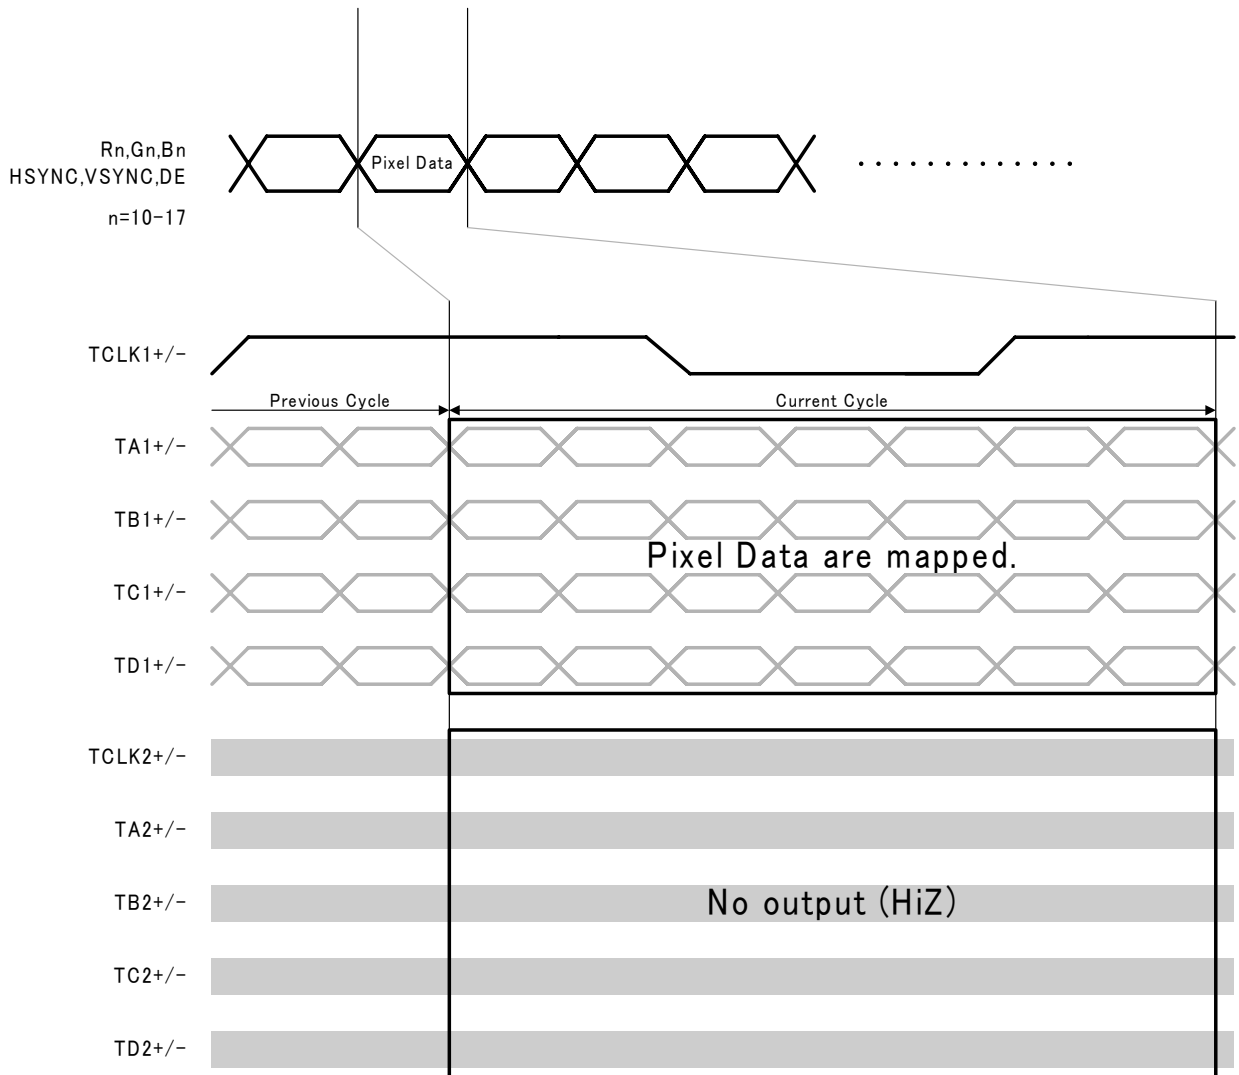 Rn,Gn,Bn
HSYNC,VSYNC,DE
n=10-17
Pixel Data
TCLK1+/-
Previous Cycle
Current Cycle
TA1+/-
TB1+/-
Pixel Data are mapped.
TC1+/-
TD1+/-
TCLK2+/-
TA2+/-
TB2+/-
No output (HiZ)
TC2+/-
TD2+/-